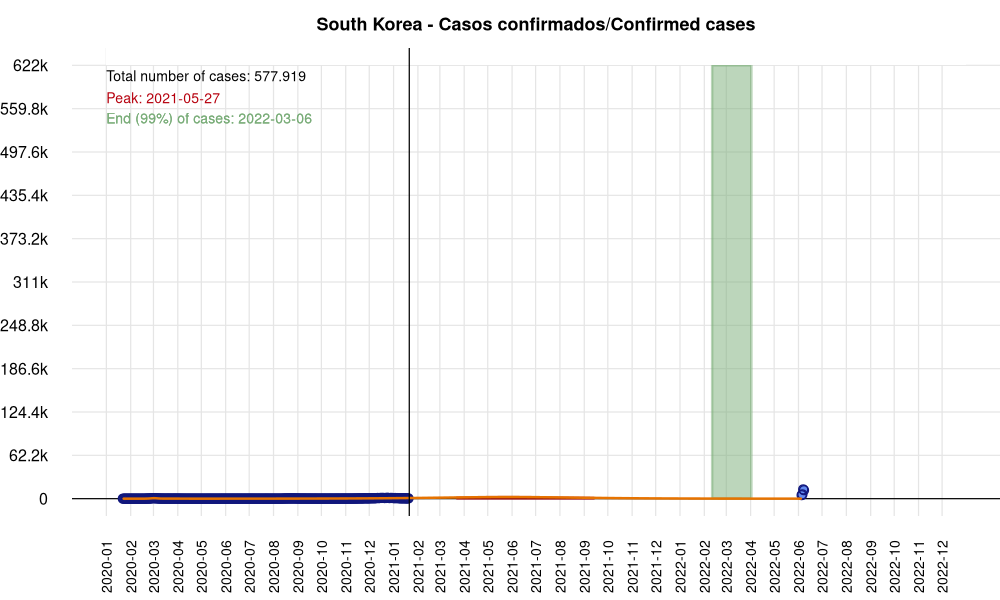 South Korea - Casos confirmados/Confirmed cases
Total number of cases: 577.919
Peak: 2021-05-27
End (99%) of cases: 2022-03-06
622k
559.8k
497.6k
435.4k
373.2k
311k
248.8k
186.6k
124.4k
62.2k
0
2020-01
2020-02
2020-03
2020-04
2020-05
2020-06
2020-07
2020-08
2020-09
2020-10
2020-11
2020-12
2021-01
2021-02
2021-03
2021-04
2021-05
2021-06
2021-07
2021-08
2021-09
2021-10
2021-11
2021-12
2022-01
2022-02
2022-03
2022-04
2022-05
2022-06
2022-07
2022-08
2022-09
2022-10
2022-11
2022-12